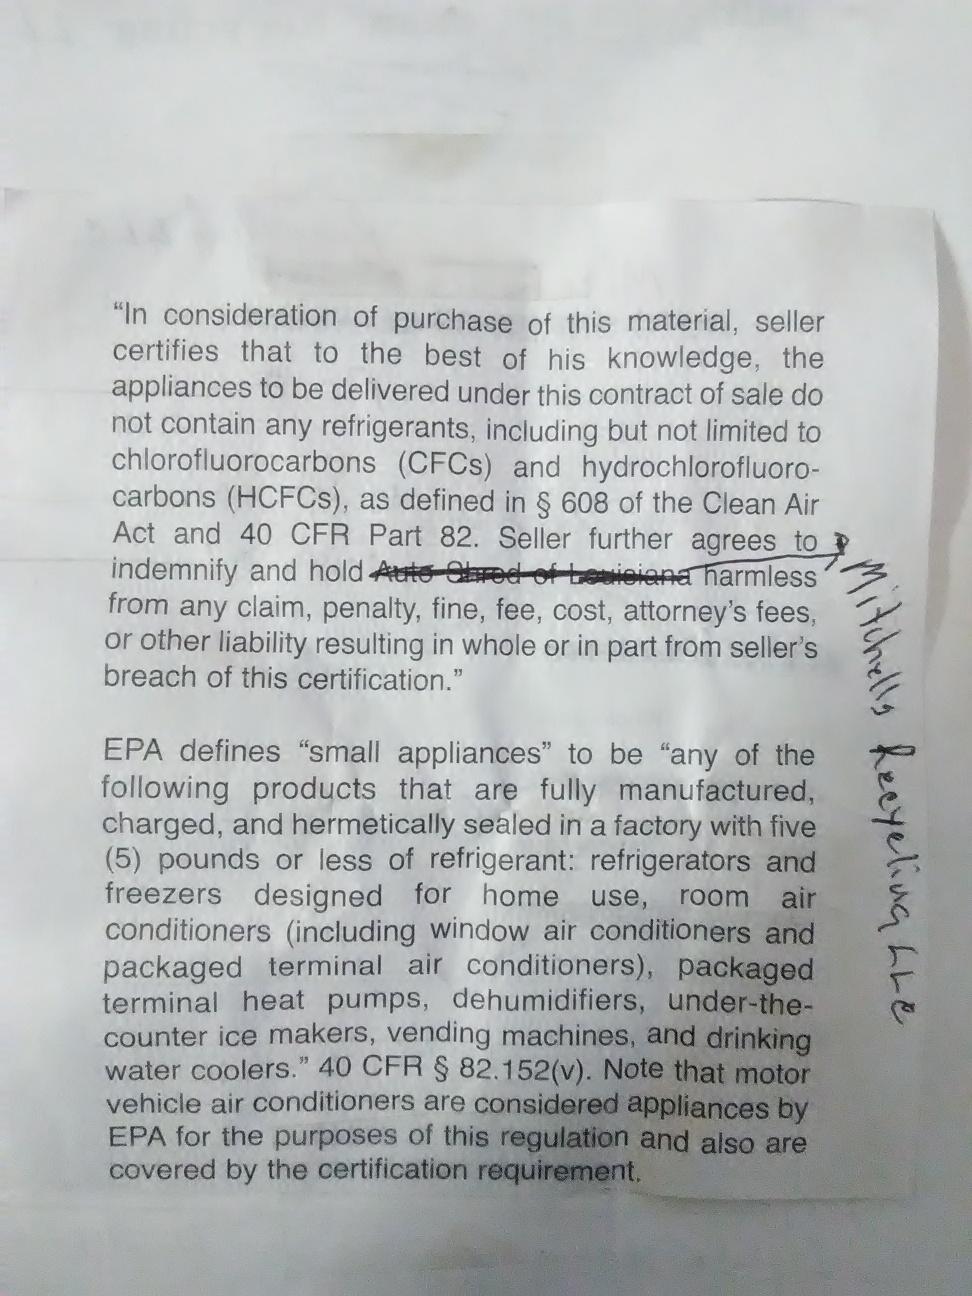 “In consideration of purchase of this material, seller
certifies that to the best of his knowledge, the
appliances to be delivered under this contract of sale do
not contain any refrigerants, including but not limited to
chlorofluorocarbons (CFCs) and hydrochlorofluoro-
carbons (HCFCs), as defined in § 608 of the Clean Air
Act and 40 CFR Part 82. Seller further agrees to
indemnify and hold Auto Shred of Louisiana harmless
from any claim, penalty, fine, fee, cost, attorney’s fees,
or other liability resulting in whole or in part from seller’s
breach of this certification.”
EPA defines “small appliances” to be “any of the
following products that are fully manufactured,
charged, and hermetically sealed in a factory with five
(5) pounds or less of refrigerant: refrigerators and
freezers designed for home use, room air
conditioners (including window air conditioners and
packaged terminal air conditioners), packaged
terminal heat pumps, dehumidifiers, under-the-
counter ice makers, vending machines, and drinking
water coolers.” 40 CFR § 82.152(v). Note that motor
vehicle air conditioners are considered appliances by
EPA for the purposes of this regulation and also are
covered by the certification requirement.
Mitchells Recycling LLC